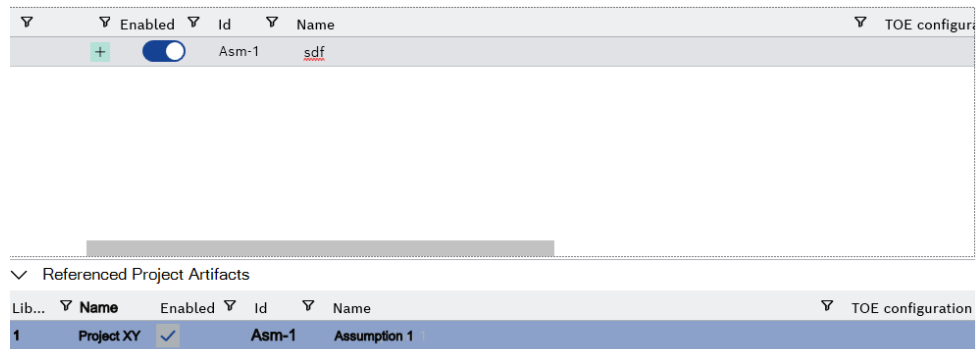 Enabled Id Name TOE configura
+ Asm-1 sdf
Referenced Project Artifacts
Lib... Name Enabled Id Name TOE configuration
1 Project XY Asm-1 Assumption 1